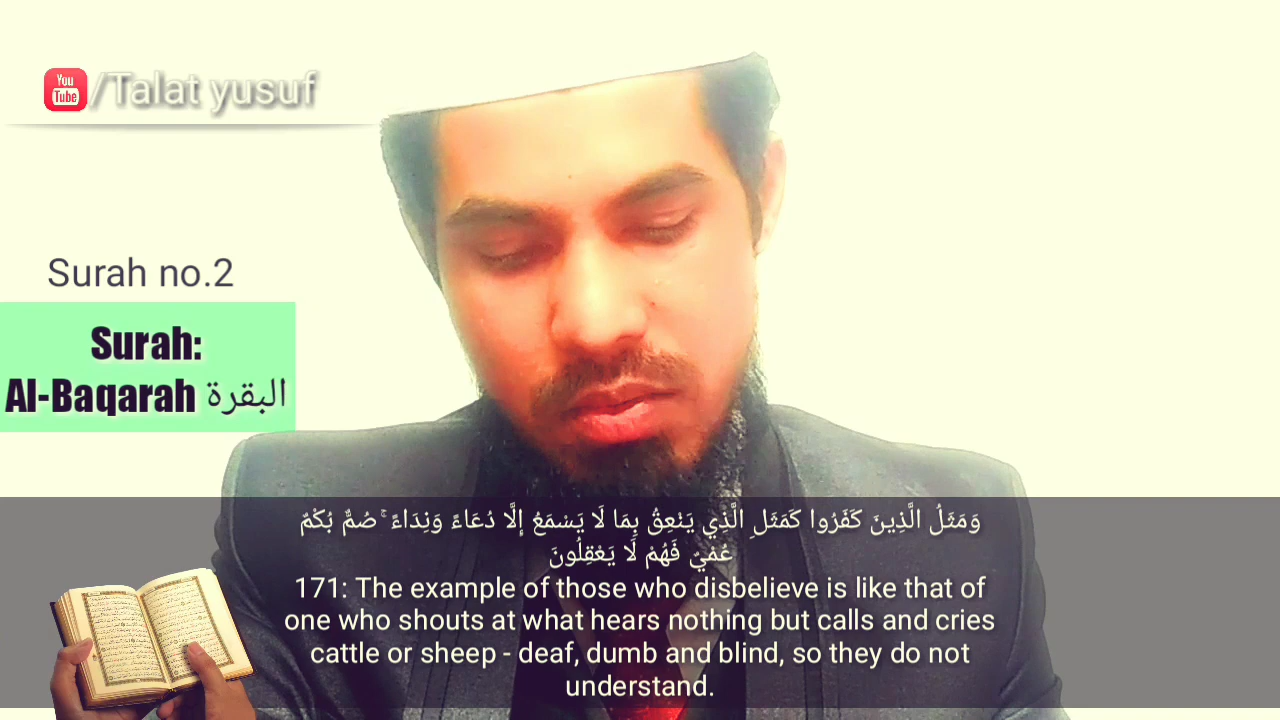 You
Tube
/Talat yusuf
Surah no.2
Surah:
Al-Baqarah البقرة
وَمَثَلُ الَّذِينَ كَفَرُوا كَمَثَلِ الَّذِي يَنْعِقُ بِمَا لَا يَسْمَعُ إِلَّا دُعَاءً وَنِدَاءً ۚ صُمٌّ بُكْمٌ
عُمْيٌ فَهُمْ لَا يَعْقِلُونَ
171: The example of those who disbelieve is like that of
one who shouts at what hears nothing but calls and cries
cattle or sheep - deaf, dumb and blind, so they do not
understand.